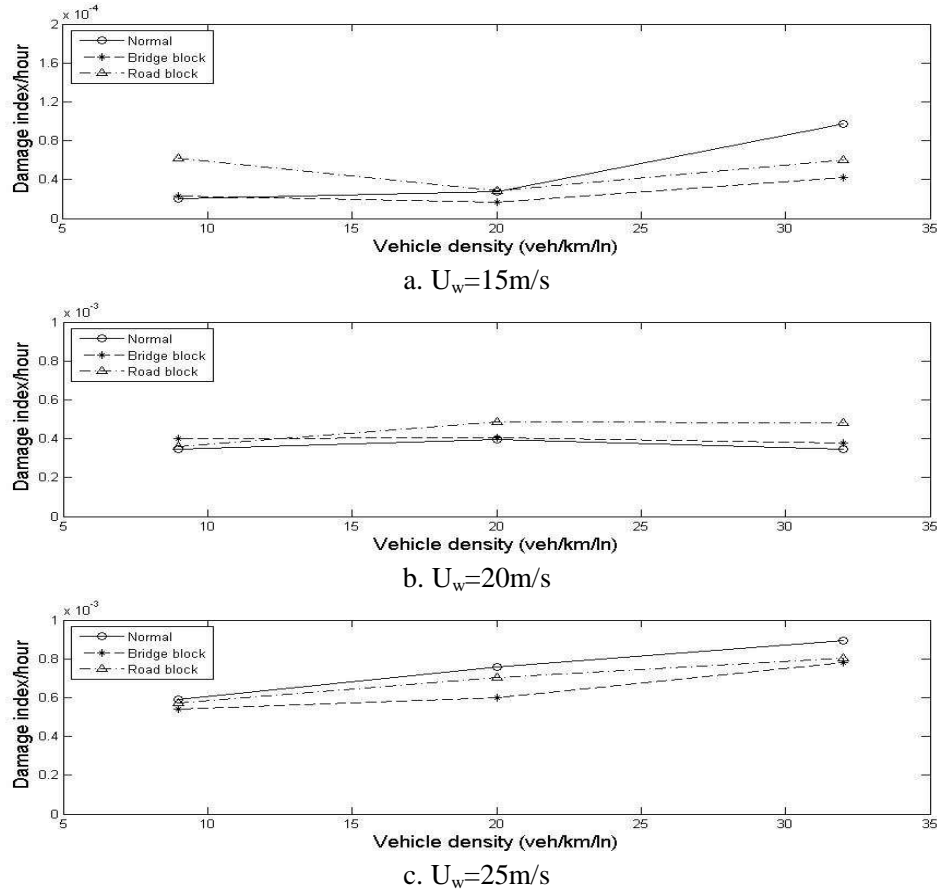 x 10⁻⁴
2
1.6
1.2
0.8
0.4
0
Damage index/hour
Normal
Bridge block
Road block
5 10 15 20 25 30 35
Vehicle density (veh/km/ln)
a. U_w=15m/s
x 10⁻³
1
0.8
0.6
0.4
0.2
0
Damage index/hour
Normal
Bridge block
Road block
5 10 15 20 25 30 35
Vehicle density (veh/km/ln)
b. U_w=20m/s
x 10⁻³
1
0.8
0.6
0.4
0.2
0
Damage index/hour
Normal
Bridge block
Road block
5 10 15 20 25 30 35
Vehicle density (veh/km/ln)
c. U_w=25m/s